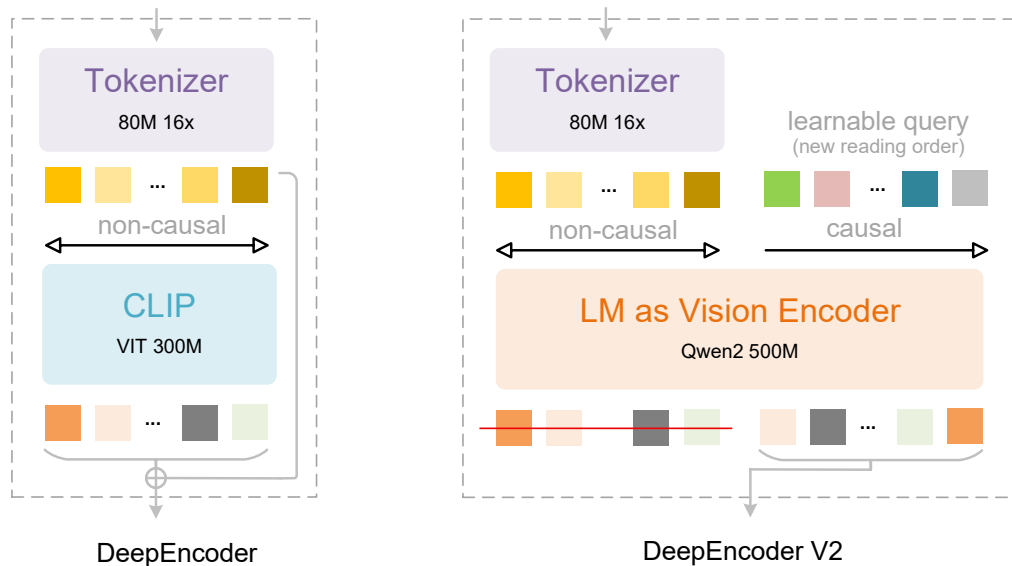 Tokenizer
80M 16x
...
non-causal
CLIP
VIT 300M
...
DeepEncoder
Tokenizer
80M 16x
learnable query
(new reading order)
...
...
non-causal
causal
LM as Vision Encoder
Qwen2 500M
...
DeepEncoder V2